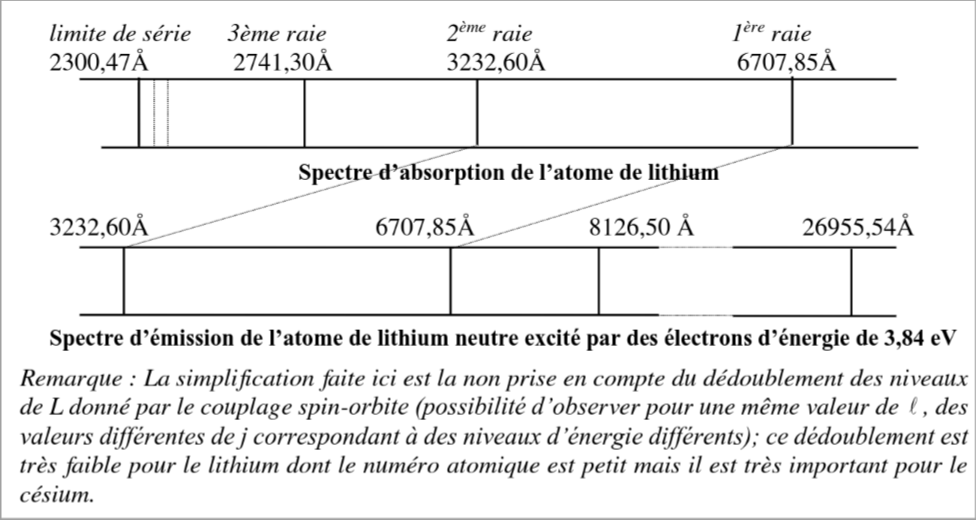 limite de série 3ème raie 2ème raie 1ère raie
2300,47Å 2741,30Å 3232,60Å 6707,85Å
Spectre d'absorption de l'atome de lithium
3232,60Å 6707,85Å 8126,50 Å 26955,54Å
Spectre d'émission de l'atome de lithium neutre excité par des électrons d'énergie de 3,84 eV
Remarque : La simplification faite ici est la non prise en compte du dédoublement des niveaux
de L donné par le couplage spin-orbite (possibilité d'observer pour une même valeur de ℓ , des
valeurs différentes de j correspondant à des niveaux d'énergie différents); ce dédoublement est
très faible pour le lithium dont le numéro atomique est petit mais il est très important pour le
césium.